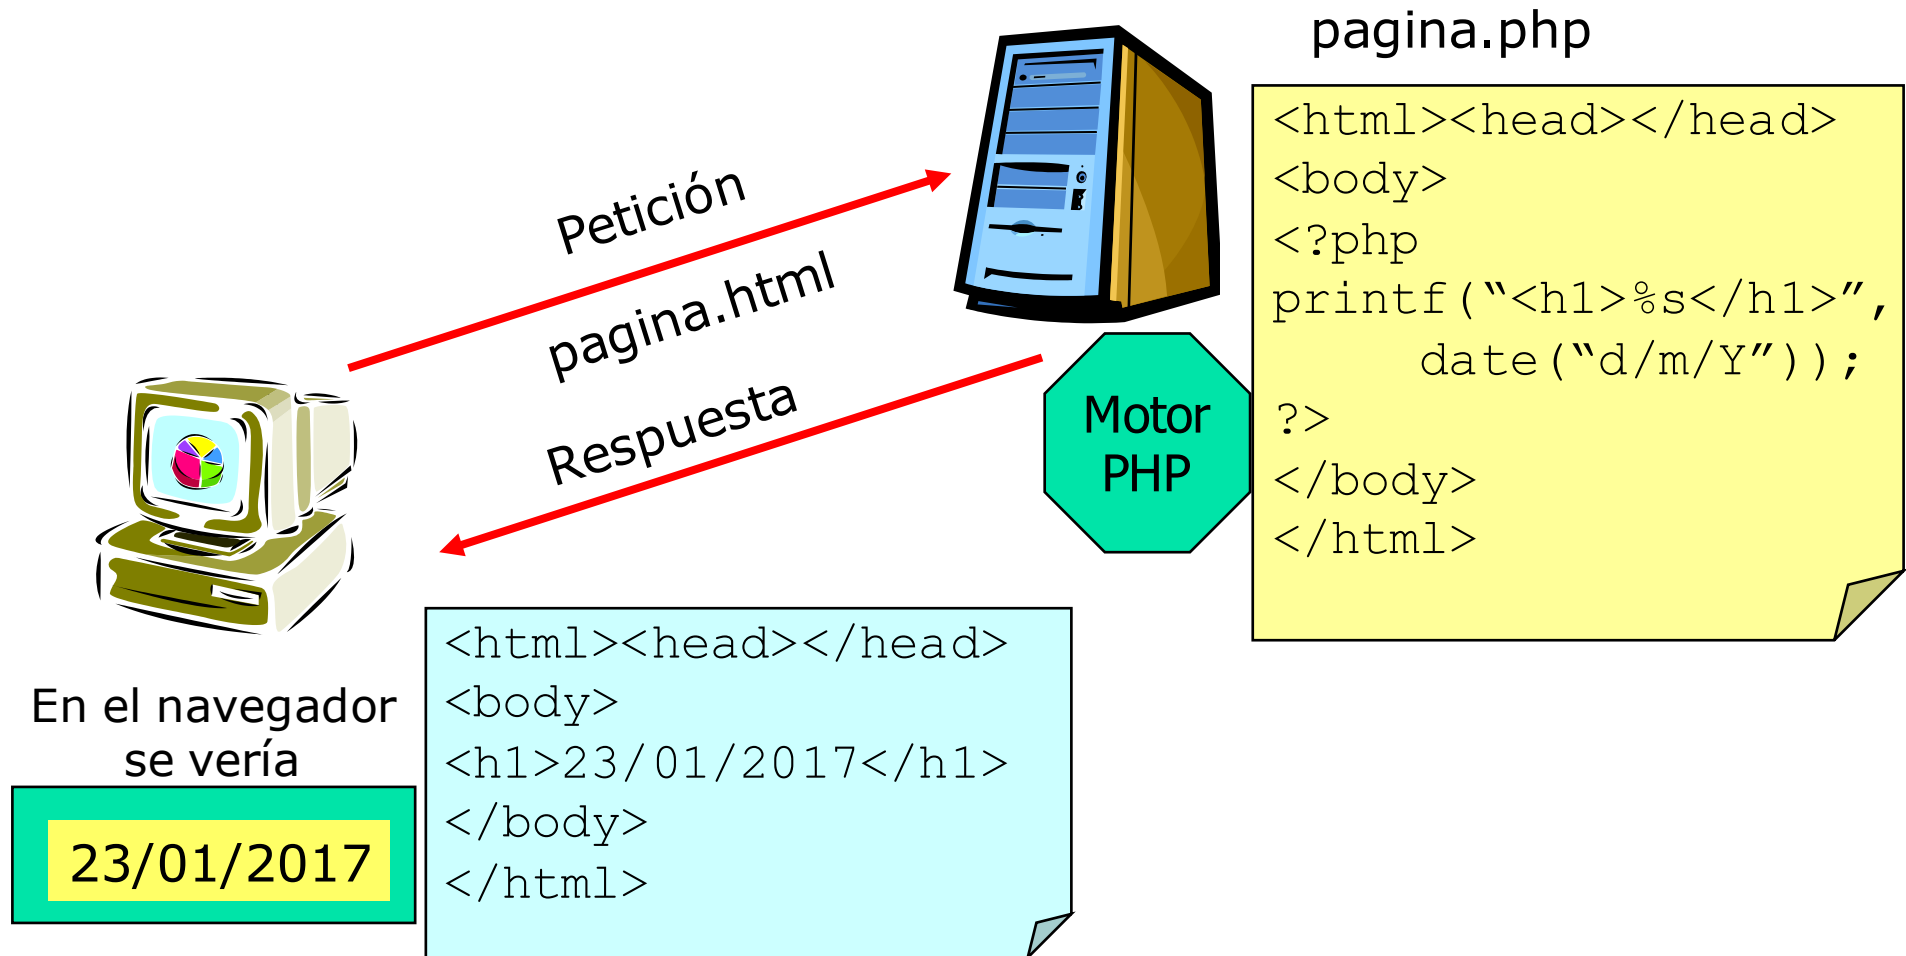 pagina.php
<html><head></head>
<body>
<?php
printf(“<h1>%s</h1>”,
date(“d/m/Y”));
?>
</body>
</html>
Petición
pagina.html
Respuesta
Motor
PHP
En el navegador
se vería
23/01/2017
<html><head></head>
<body>
<h1>23/01/2017</h1>
</body>
</html>